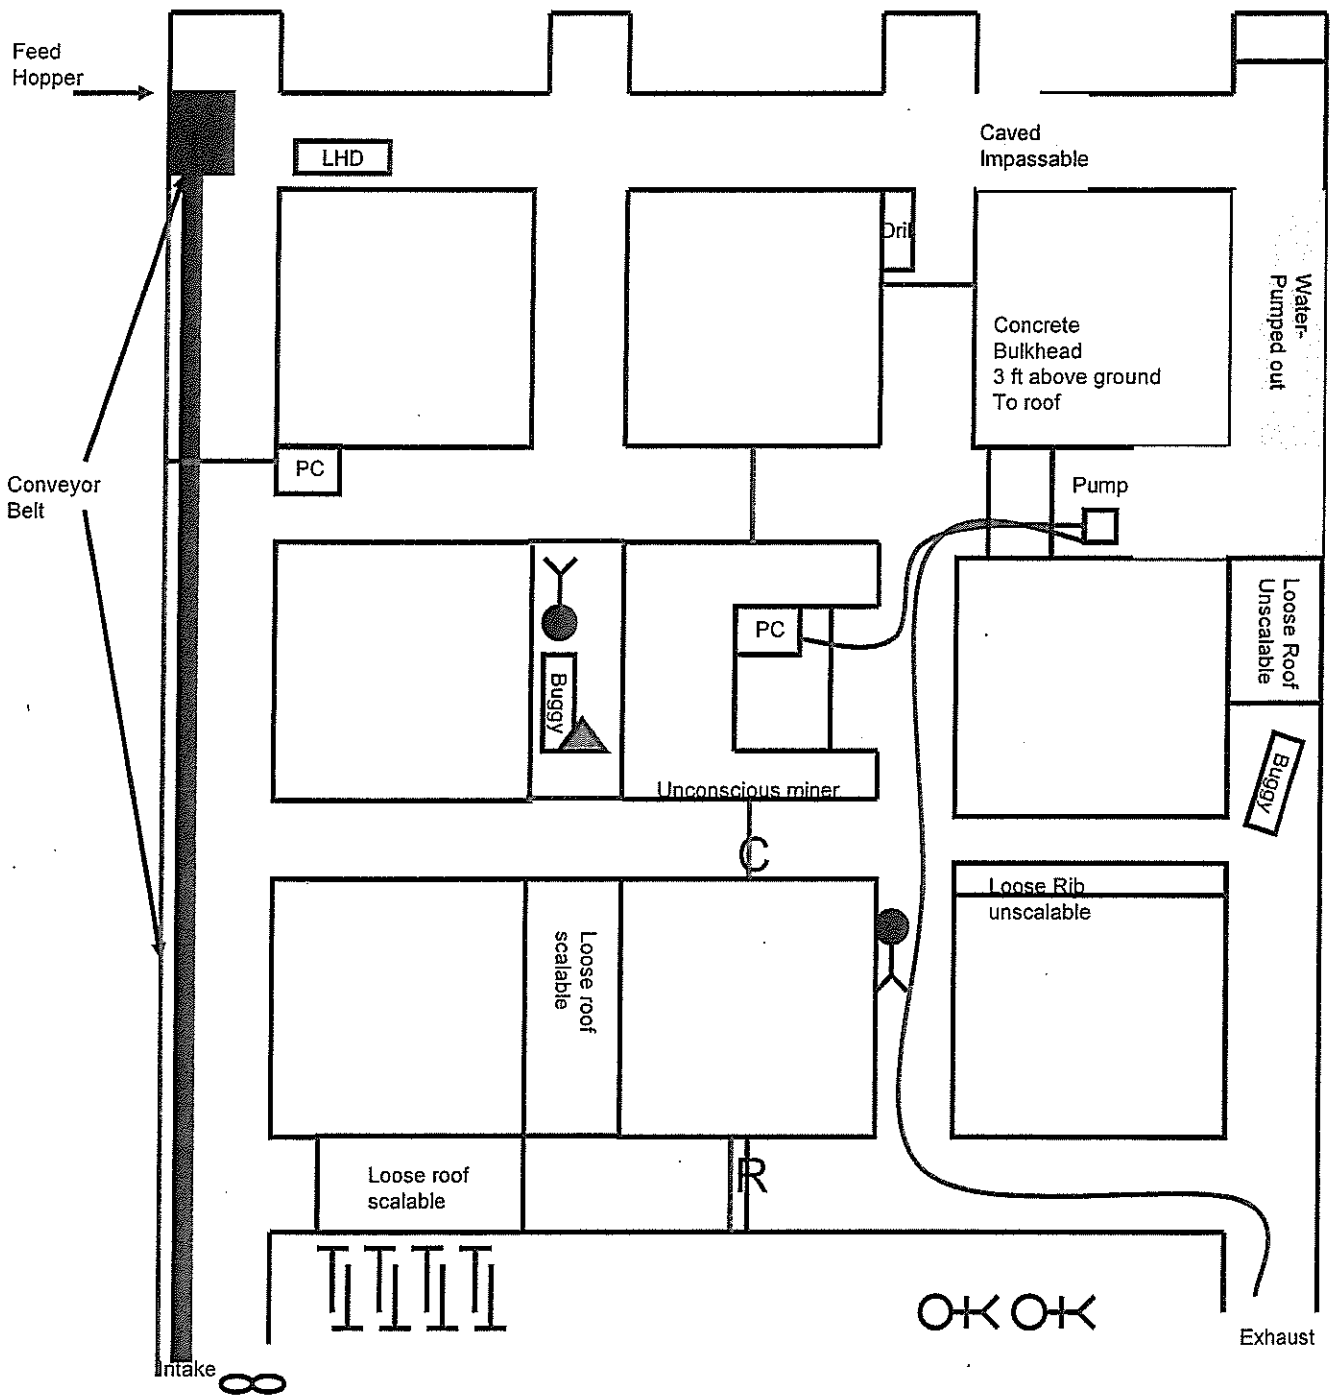 Feed
Hopper
LHD
Caved
Impassable
Dril
Water-
Pumped out
Concrete
Bulkhead
3 ft above ground
To roof
PC
Pump
Conveyor
Belt
Loose Roof
Unscalable
PC
Buggy
Buggy
Unconscious miner
C
Loose Rib
unscalable
Loose roof
scalable
R
Loose roof
scalable
Exhaust
Intake